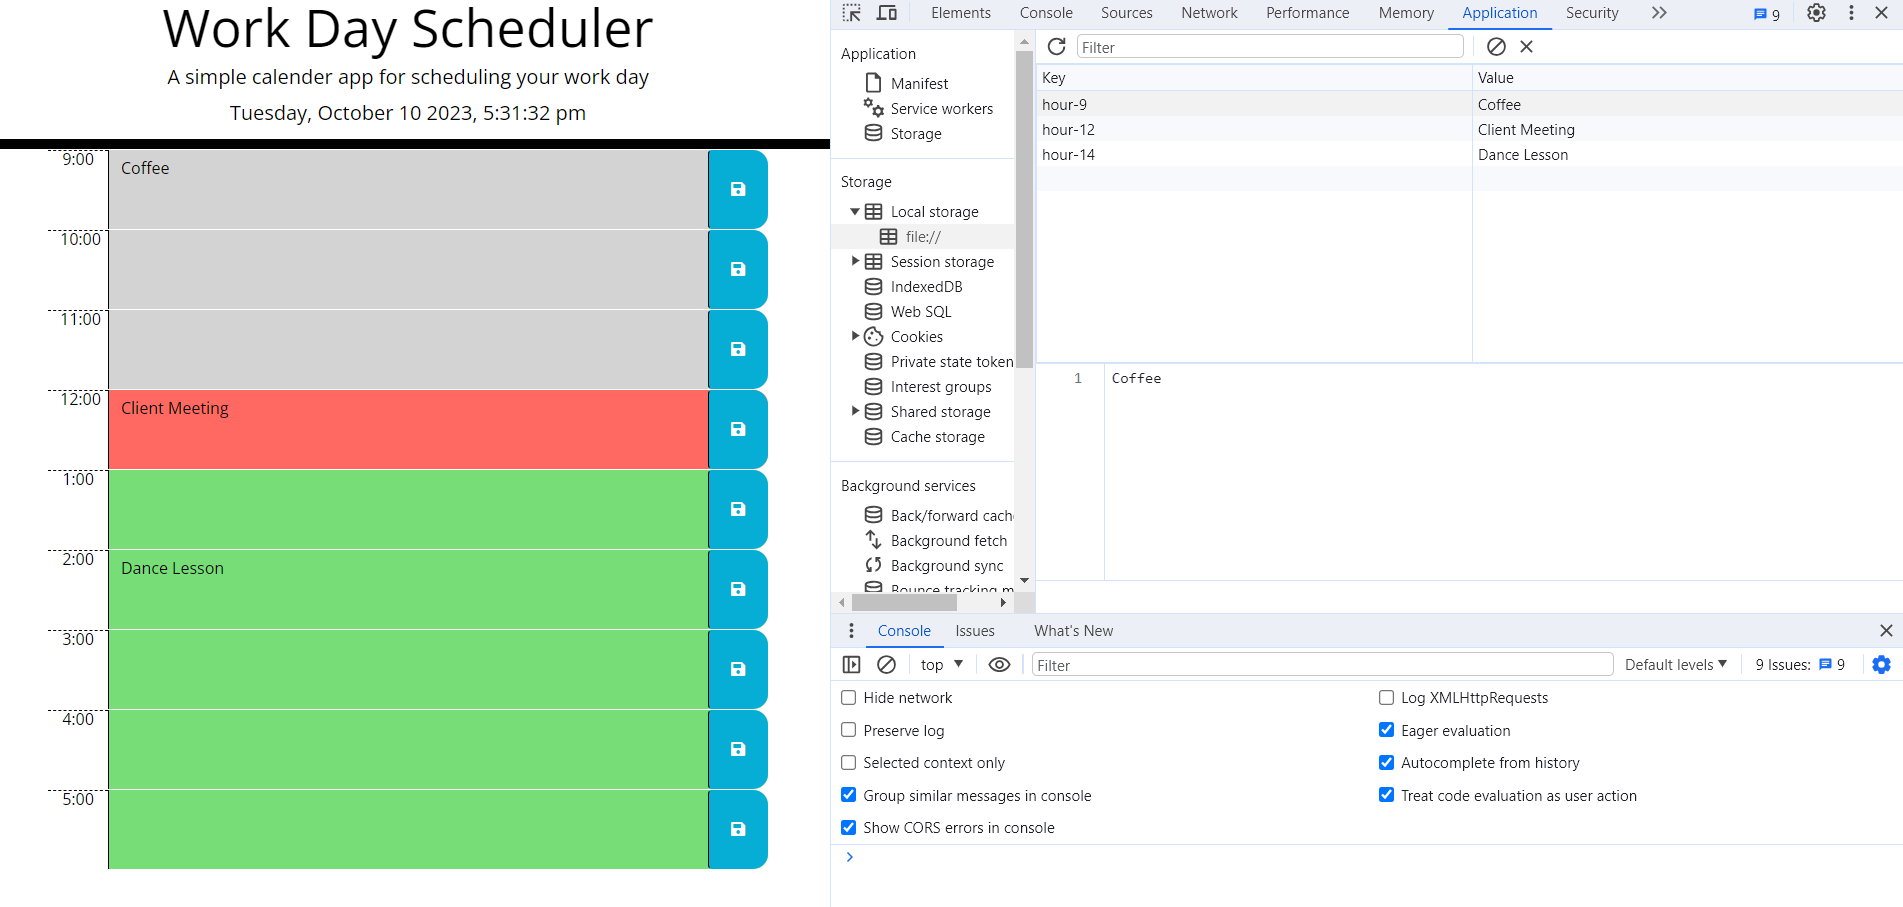 Work Day Scheduler
A simple calender app for scheduling your work day
Tuesday, October 10 2023, 5:31:32 pm
9:00
Coffee
10:00
11:00
12:00
Client Meeting
1:00
2:00
Dance Lesson
3:00
4:00
5:00
Elements Console Sources Network Performance Memory Application Security 9
Application
Manifest
Service workers
Storage
Storage
Local storage
file://
Session storage
IndexedDB
Web SQL
Cookies
Private state token
Interest groups
Shared storage
Cache storage
Background services
Back/forward cach
Background fetch
Background sync
Bounce tracking m
Filter
Key Value
hour-9 Coffee
hour-12 Client Meeting
hour-14 Dance Lesson
1 Coffee
Console Issues What's New
top Filter Default levels 9 Issues: 9
Hide network Log XMLHttpRequests
Preserve log Eager evaluation
Selected context only Autocomplete from history
Group similar messages in console Treat code evaluation as user action
Show CORS errors in console